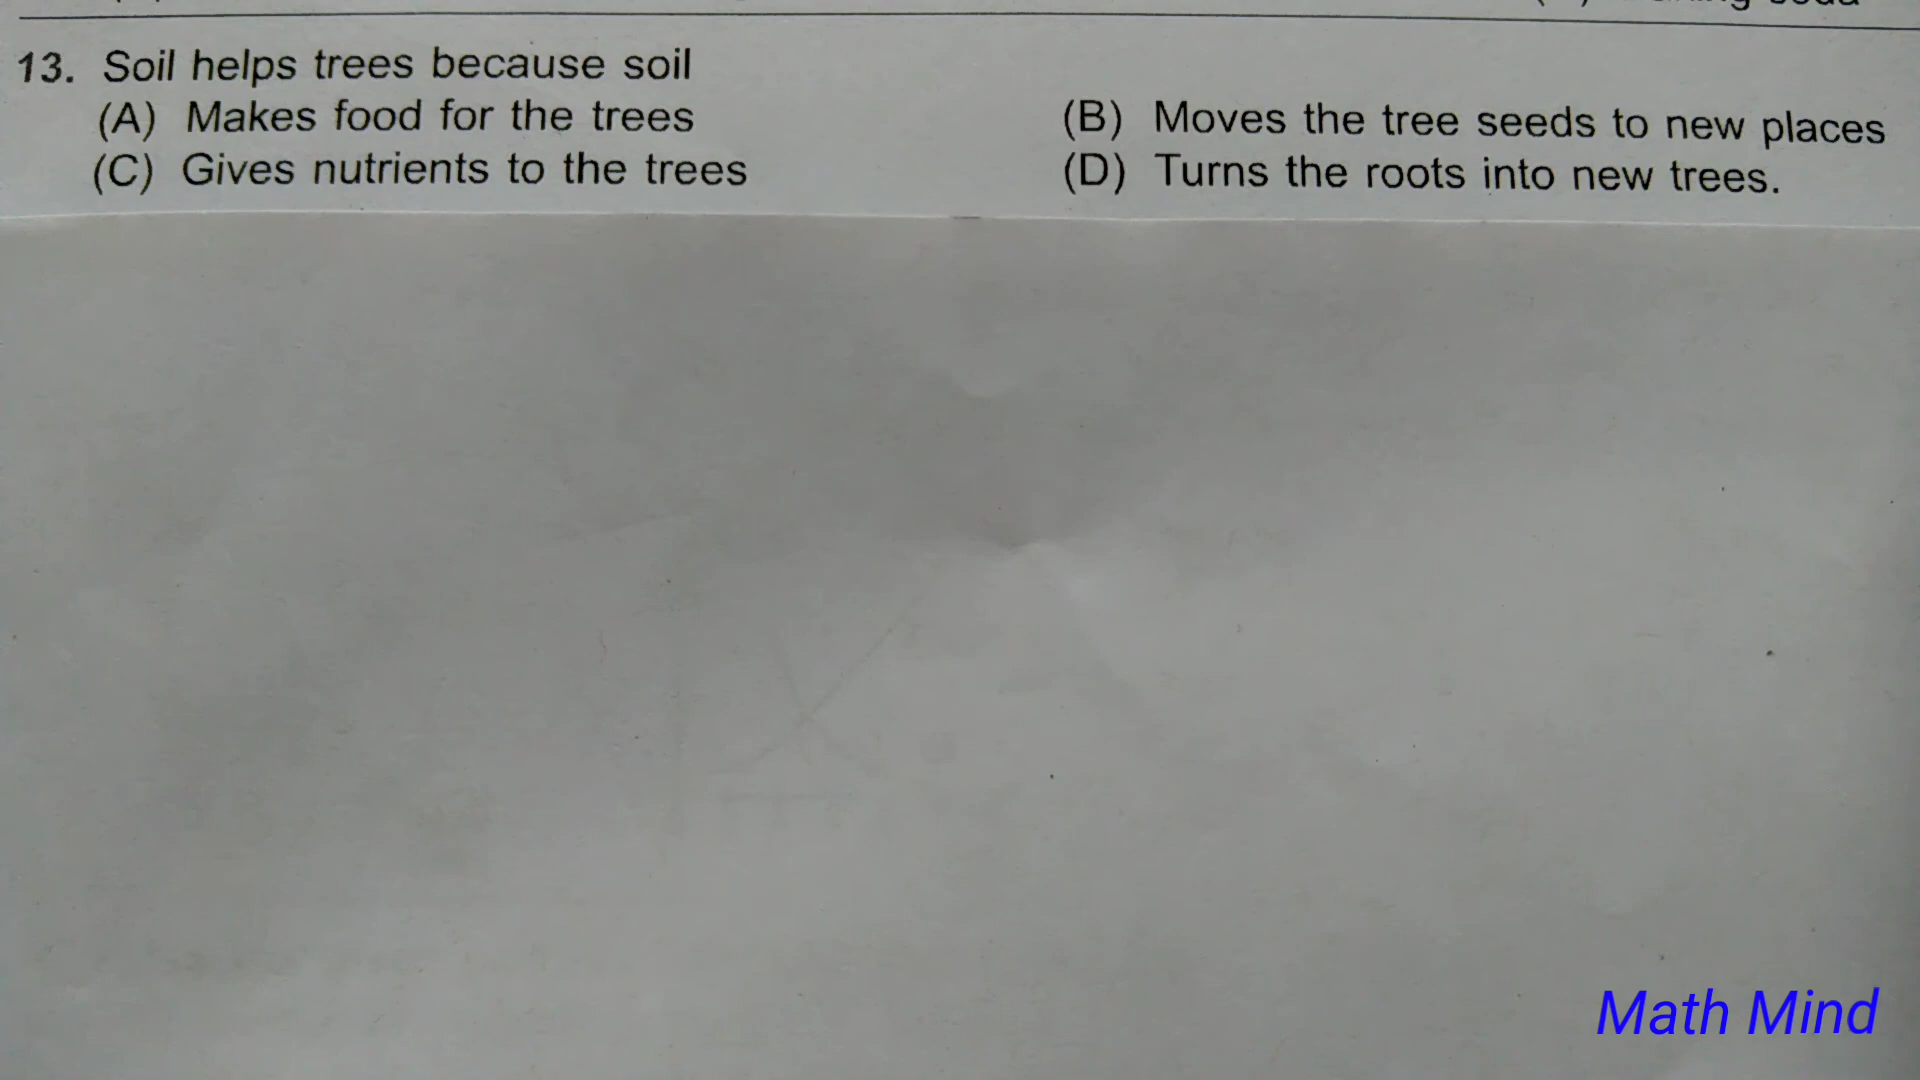 13. Soil helps trees because soil
(A) Makes food for the trees
(B) Moves the tree seeds to new places
(C) Gives nutrients to the trees
(D) Turns the roots into new trees.
Math Mind